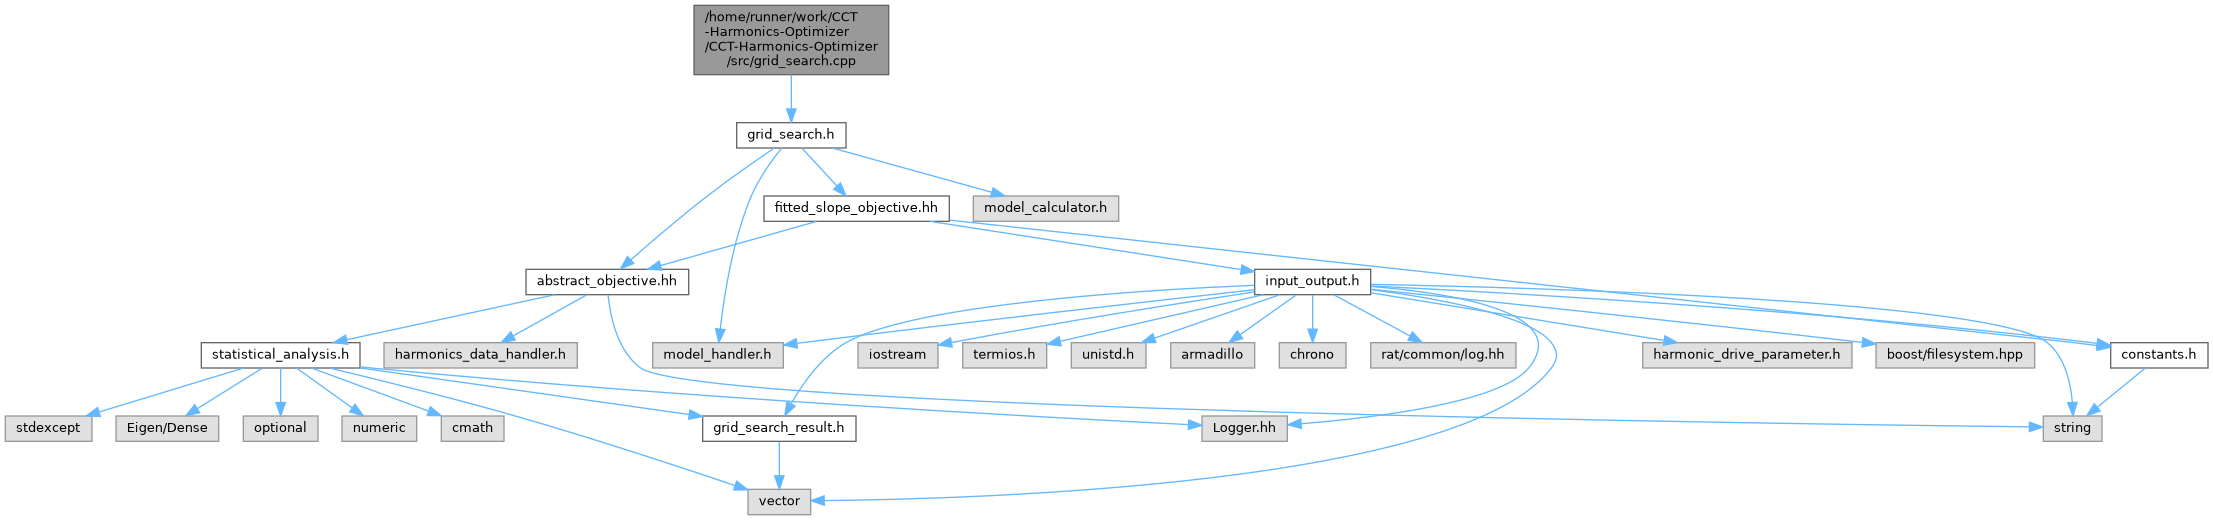 /home/runner/work/CCT
-Harmonics-Optimizer
/CCT-Harmonics-Optimizer
/src/grid_search.cpp
grid_search.h
fitted_slope_objective.hh
model_calculator.h
abstract_objective.hh
input_output.h
statistical_analysis.h
harmonics_data_handler.h
model_handler.h
iostream
termios.h
unistd.h
armadillo
chrono
rat/common/log.hh
harmonic_drive_parameter.h
boost/filesystem.hpp
constants.h
stdexcept
Eigen/Dense
optional
numeric
cmath
grid_search_result.h
Logger.hh
string
vector